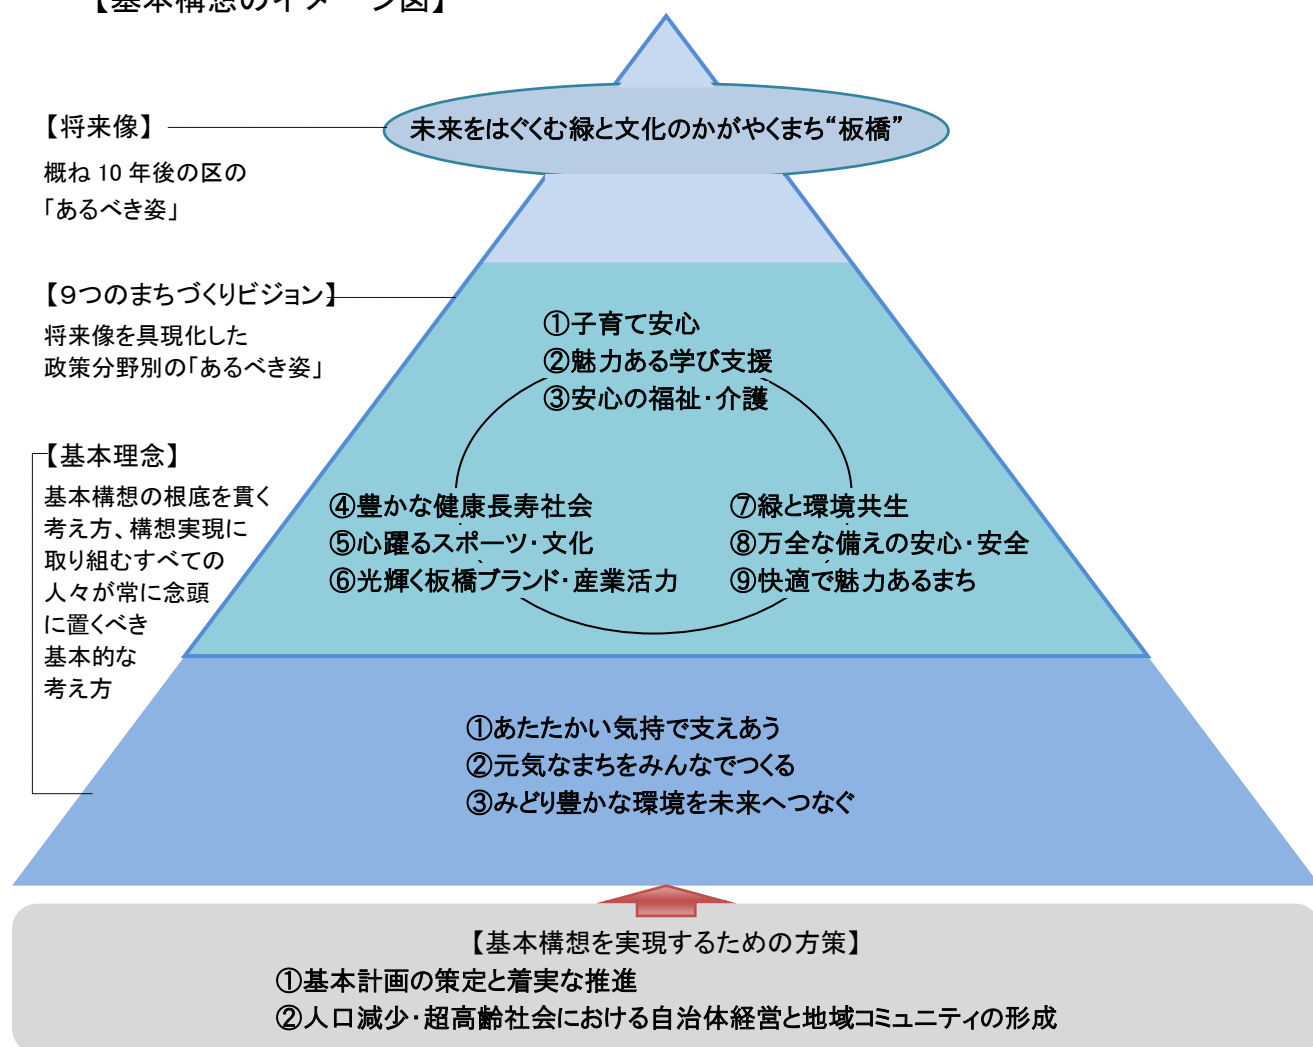 【基本構想のイメージ図】
未来をはぐくむ緑と文化のかがやくまち“板橋”
【将来像】
概ね 10 年後の区の
「あるべき姿」
【９つのまちづくりビジョン】
将来像を具現化した
政策分野別の「あるべき姿」
①子育て安心
②魅力ある学び支援
③安心の福祉・介護
④豊かな健康長寿社会
⑤心躍るスポーツ・文化
⑥光輝く板橋ブランド・産業活力
⑦緑と環境共生
⑧万全な備えの安心・安全
⑨快適で魅力あるまち
【基本理念】
基本構想の根底を貫く
考え方、構想実現に
取り組むすべての
人々が常に念頭
に置くべき
基本的な
考え方
①あたたかい気持で支えあう
②元気なまちをみんなでつくる
③みどり豊かな環境を未来へつなぐ
【基本構想を実現するための方策】
①基本計画の策定と着実な推進
②人口減少・超高齢社会における自治体経営と地域コミュニティの形成